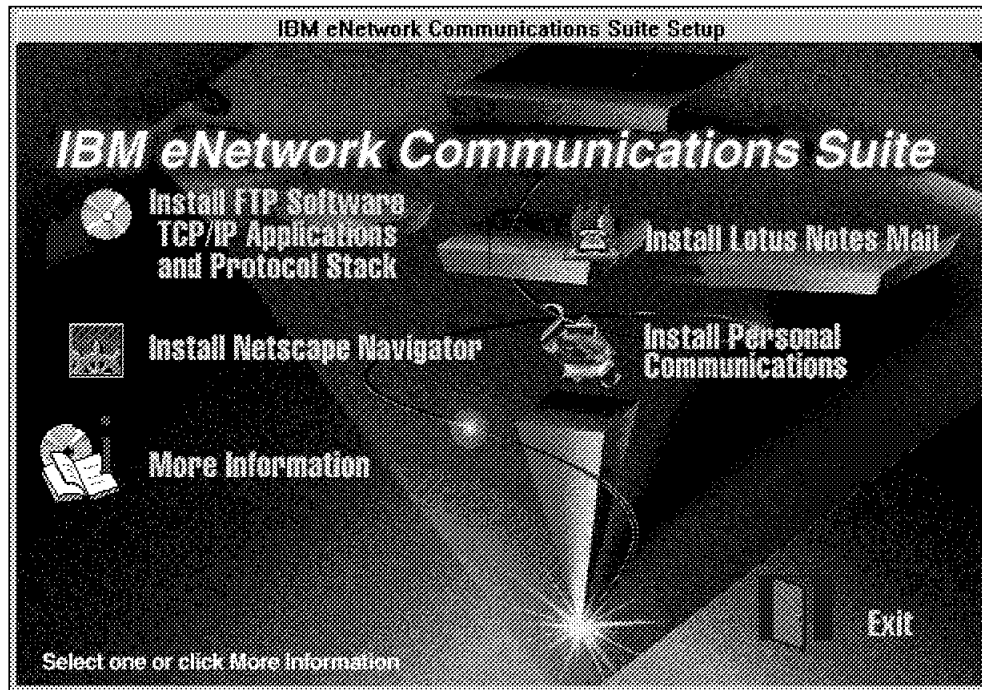 IBM eNetwork Communications Suite Setup
IBM eNetwork Communications Suite
Install FTP Software
TCP/IP Applications
and Protocol Stack
Install Lotus Notes Mail
Install Netscape Navigator
Install Personal
Communications
More Information
Exit
Select one or click More Information